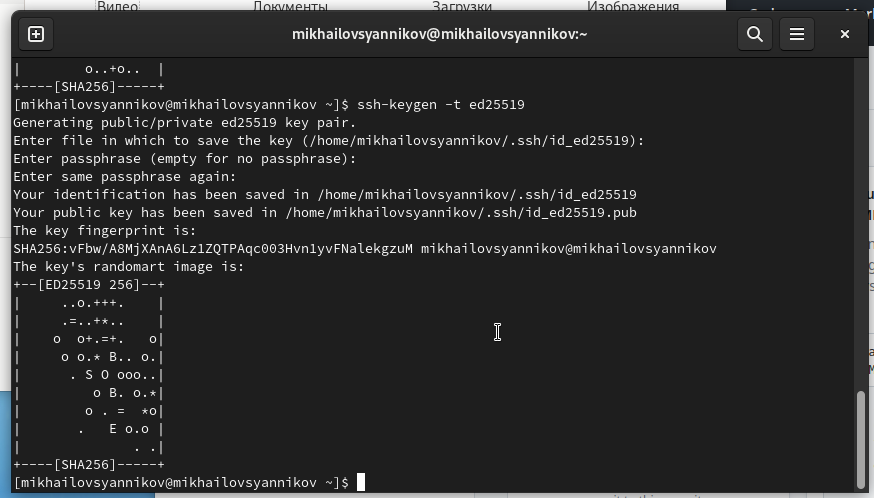 Видео Документы Загрузки Изображения
mikhailovsyannikov@mikhailovsyannikov:~
|        o..+o..  |
+----[SHA256]-----+
[mikhailovsyannikov@mikhailovsyannikov ~]$ ssh-keygen -t ed25519
Generating public/private ed25519 key pair.
Enter file in which to save the key (/home/mikhailovsyannikov/.ssh/id_ed25519):
Enter passphrase (empty for no passphrase):
Enter same passphrase again:
Your identification has been saved in /home/mikhailovsyannikov/.ssh/id_ed25519
Your public key has been saved in /home/mikhailovsyannikov/.ssh/id_ed25519.pub
The key fingerprint is:
SHA256:vFbw/A8MjXAnA6Lz1ZQTPAqc003Hvn1yvFNalekgzuM mikhailovsyannikov@mikhailovsyannikov
The key's randomart image is:
+--[ED25519 256]--+
|     ..o.+++.    |
|     .=..+*..    |
|    o  o+.=+.   o|
|     o o.* B.. o.|
|      . S O ooo..|
|         o B. o.*|
|        o . =  *o|
|       .   E o.o |
|              . .|
+----[SHA256]-----+
[mikhailovsyannikov@mikhailovsyannikov ~]$